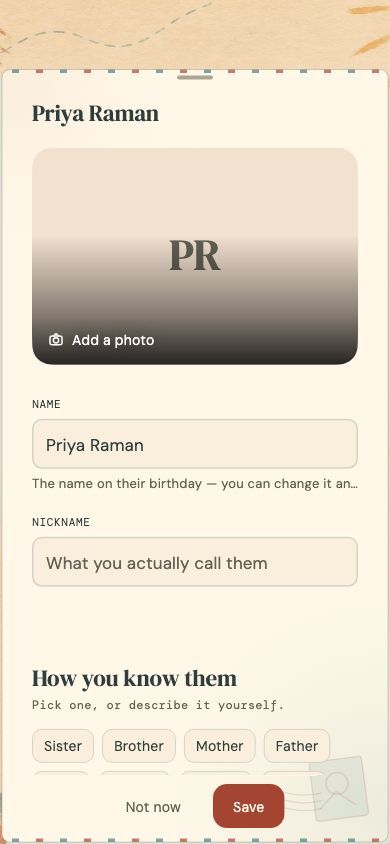 Priya Raman
PR
Add a photo
NAME
Priya Raman
The name on their birthday — you can change it an…
NICKNAME
What you actually call them
How you know them
Pick one, or describe it yourself.
Sister Brother Mother Father
Not now Save